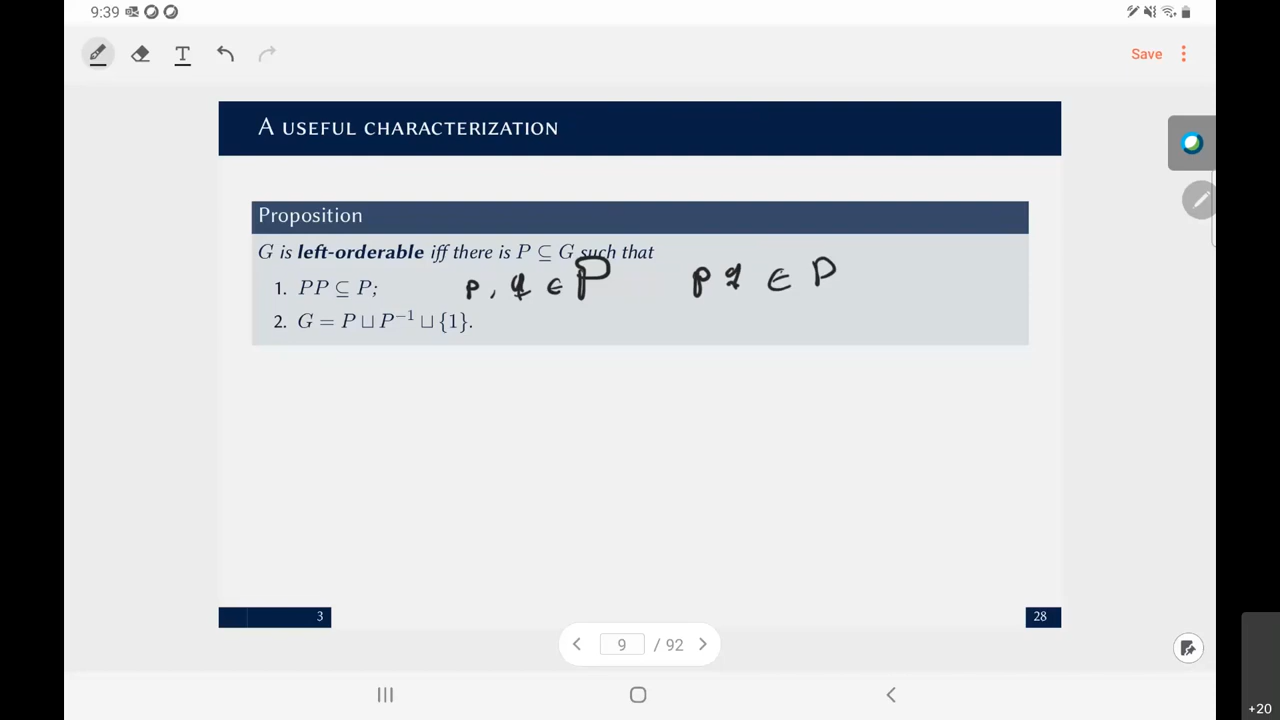 9:39
T
Save
A USEFUL CHARACTERIZATION
Proposition
G is left-orderable iff there is P ⊆ G such that
1. PP ⊆ P; p, q ∈ P p q ∈ P
2. G = P ⊔ P⁻¹ ⊔ {1}.
3 28
9 / 92
+20